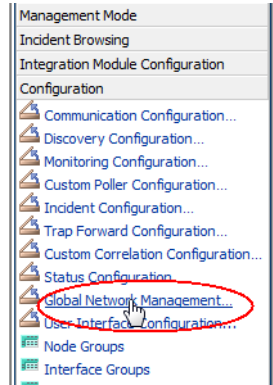 Management Mode
Incident Browsing
Integration Module Configuration
Configuration
Communication Configuration...
Discovery Configuration...
Monitoring Configuration...
Custom Poller Configuration...
Incident Configuration...
Trap Forward Configuration...
Custom Correlation Configuration...
Status Configuration...
Global Network Management...
User Interface Configuration...
Node Groups
Interface Groups